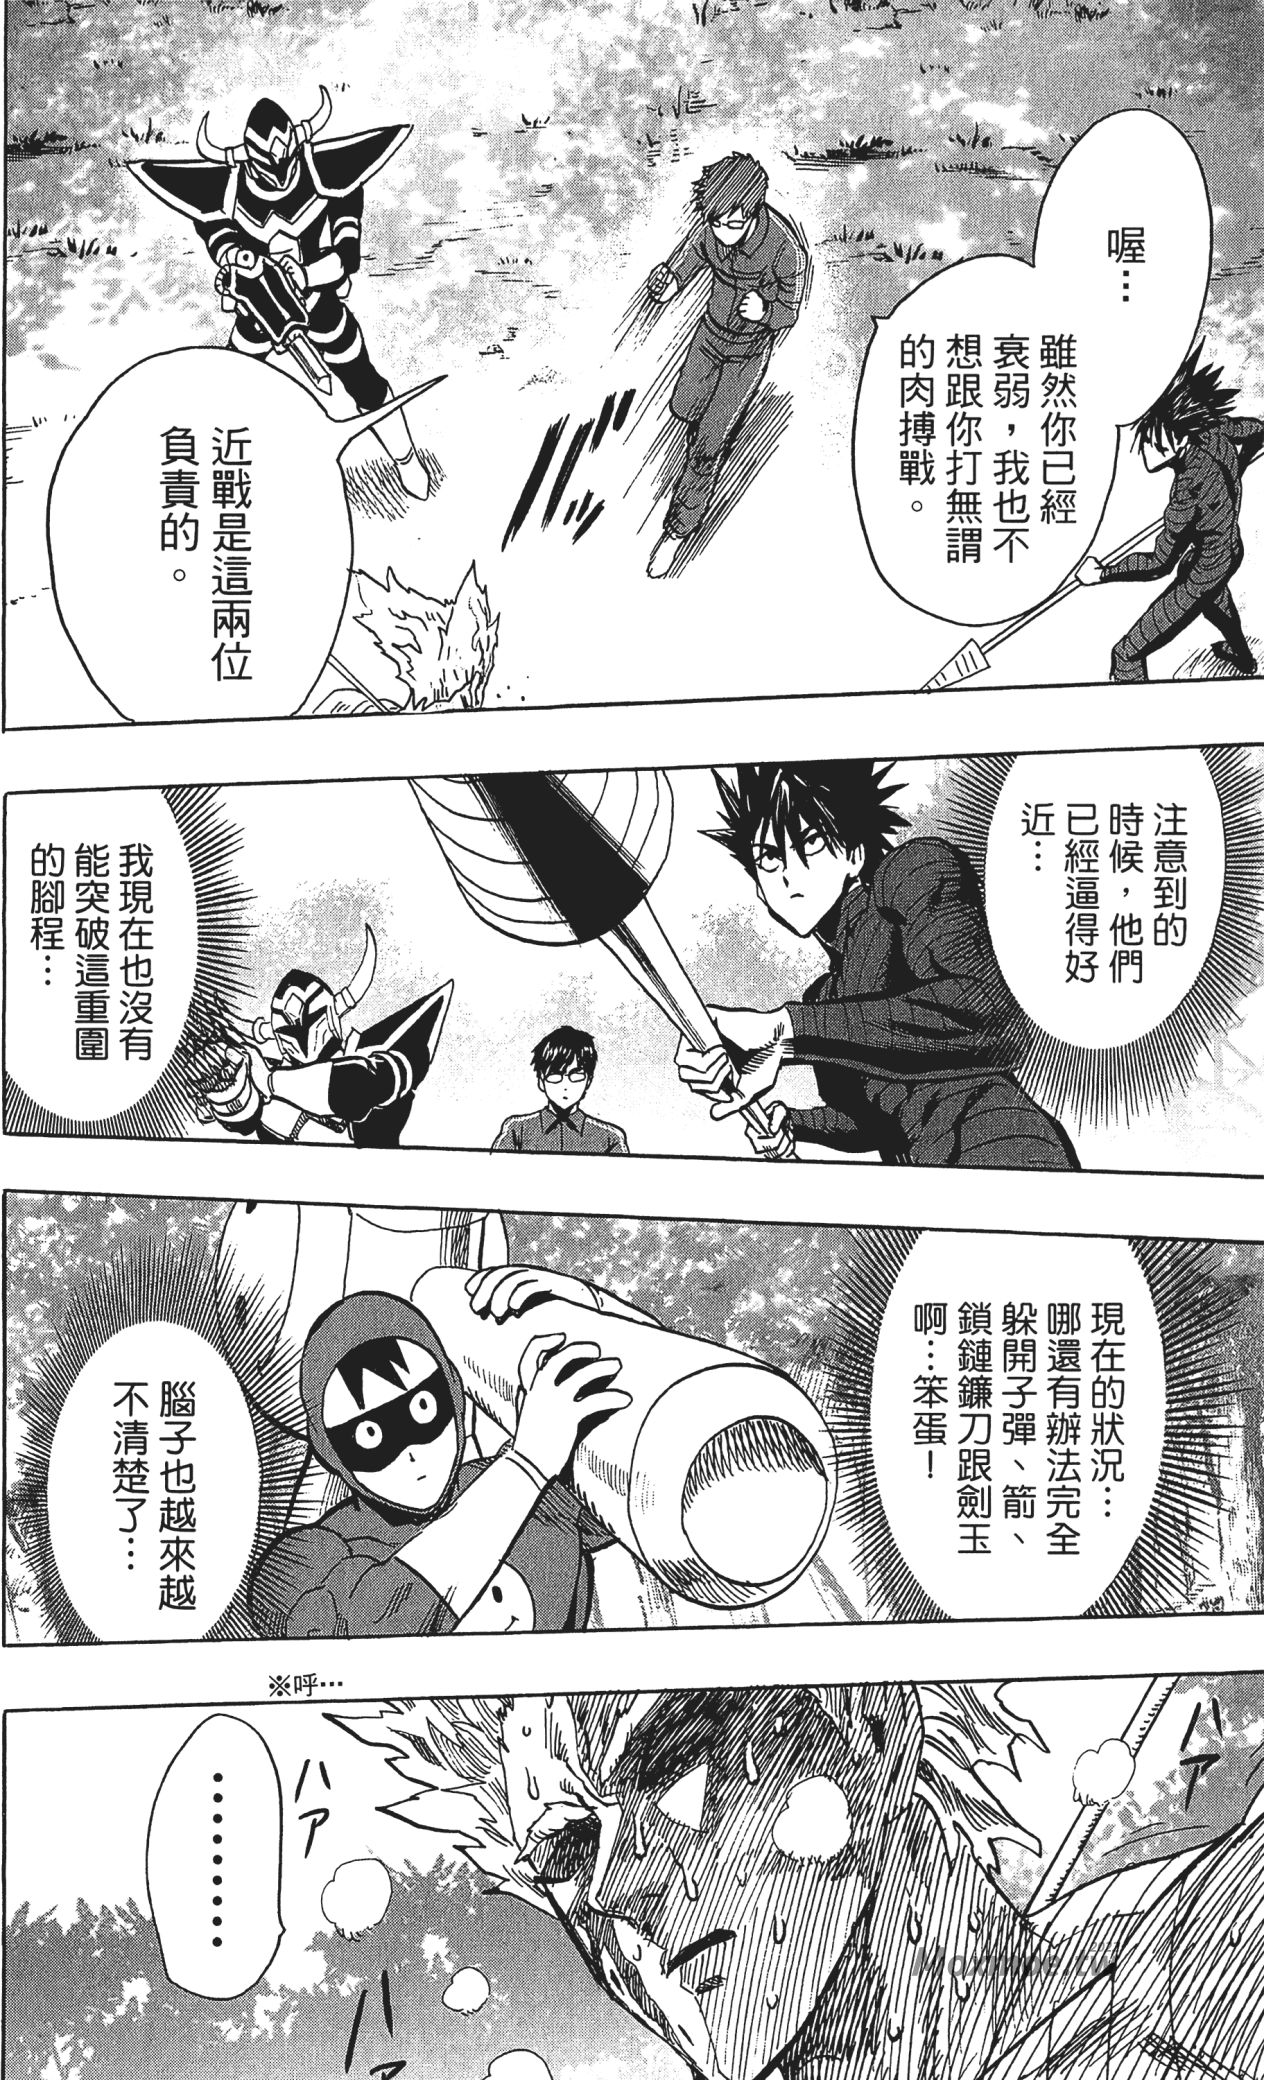 喔…
雖然你已經
衰弱，我也不
想跟你打無謂
的肉搏戰。
近戰是這兩位
負責的。
注意到的
時候，他們
已經逼得好
近…
我現在也沒有
能突破這重圍
的腳程…
現在的狀況…
哪還有辦法完全
躲開子彈、箭、
鎖鏈鐮刀跟劍玉
啊…笨蛋！
腦子也越來越
不清楚了…
※呼…
ハァ
ハァ
………
ハァ